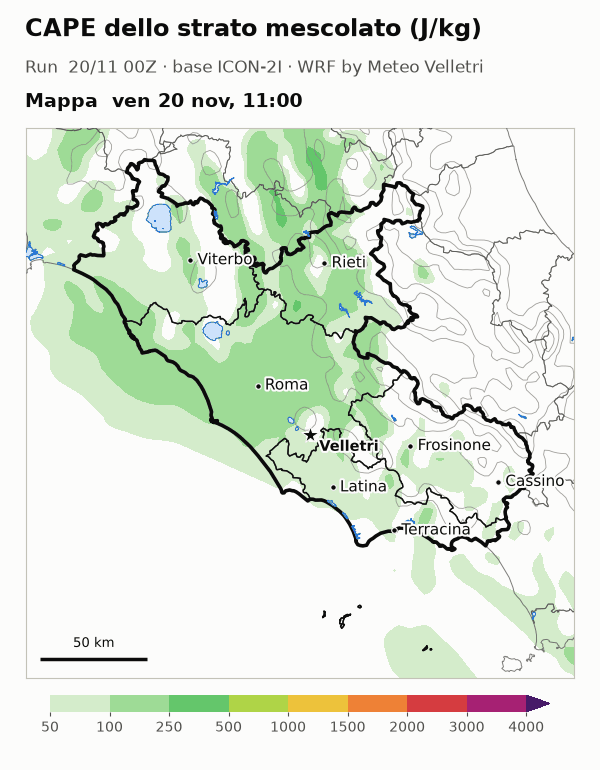 CAPE dello strato mescolato (J/kg)
Run  20/11 00Z · base ICON-2I · WRF by Meteo Velletri
Mappa  ven 20 nov, 11:00
Viterbo
Rieti
Roma
Velletri
Frosinone
Cassino
Latina
Terracina
50 km
50 100 250 500 1000 1500 2000 3000 4000